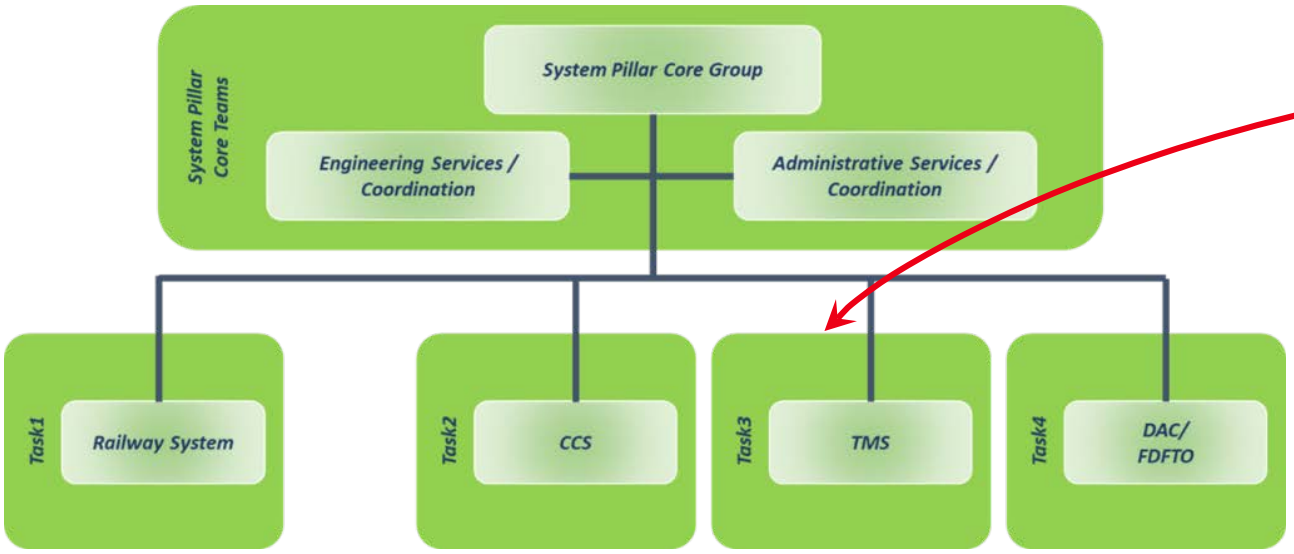 System Pillar
Core Teams
System Pillar Core Group
Engineering Services /
Coordination
Administrative Services /
Coordination
Task1
Railway System
Task2
CCS
Task3
TMS
Task4
DAC/
FDFTO